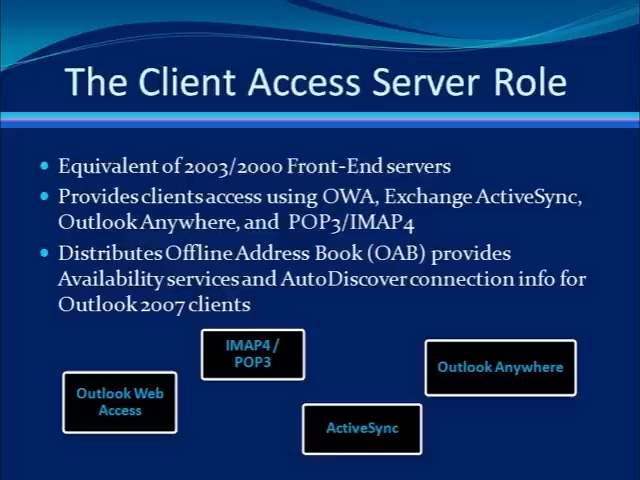 The Client Access Server Role
Equivalent of 2003/2000 Front-End servers
Provides clients access using OWA, Exchange ActiveSync,
Outlook Anywhere, and POP3/IMAP4
Distributes Offline Address Book (OAB) provides
Availability services and AutoDiscover connection info for
Outlook 2007 clients
IMAP4 /
POP3
Outlook Anywhere
Outlook Web
Access
ActiveSync